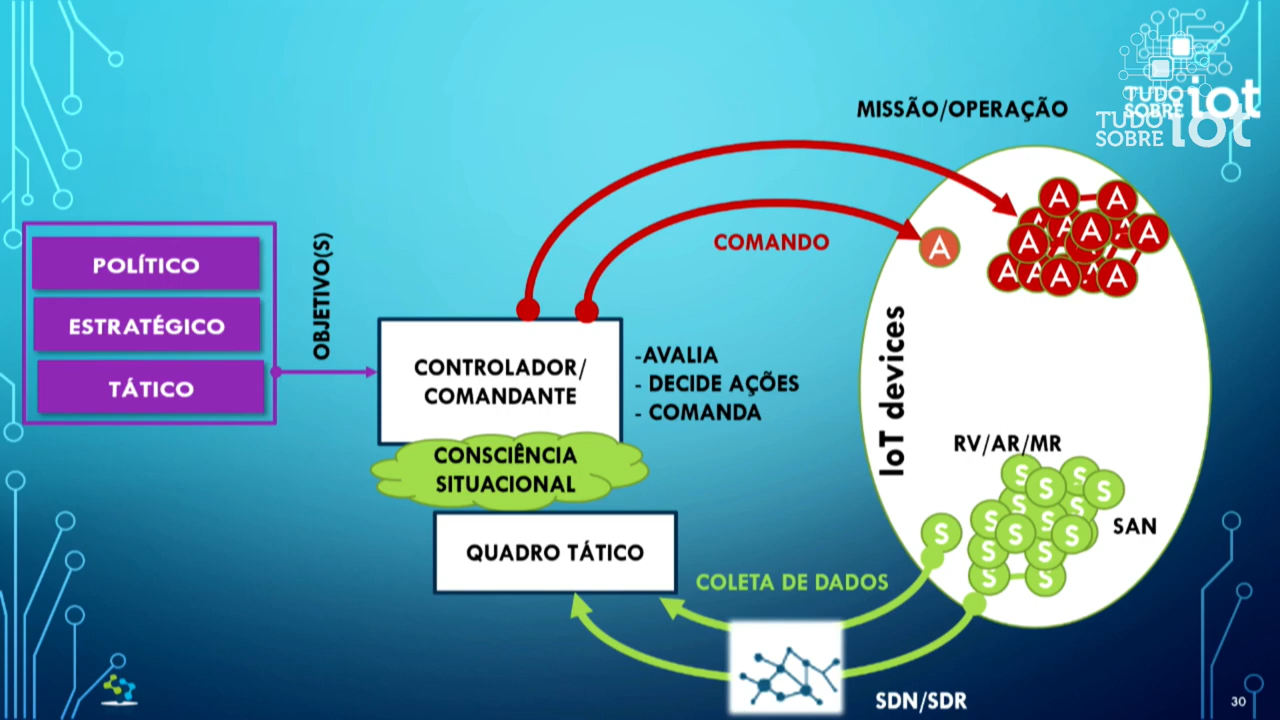 TUDO
SOBRE iot
TUDO
SOBRE iot
MISSÃO/OPERAÇÃO
POLÍTICO
ESTRATÉGICO
TÁTICO
OBJETIVO(S)
COMANDO
CONTROLADOR/
COMANDANTE
-AVALIA
- DECIDE AÇÕES
- COMANDA
CONSCIÊNCIA
SITUACIONAL
QUADRO TÁTICO
COLETA DE DADOS
SDN/SDR
IoT devices
A
A A
A A A A A
A A A A
RV/AR/MR
S
S S S S
S S
S S S S
S S
S S
SAN
30